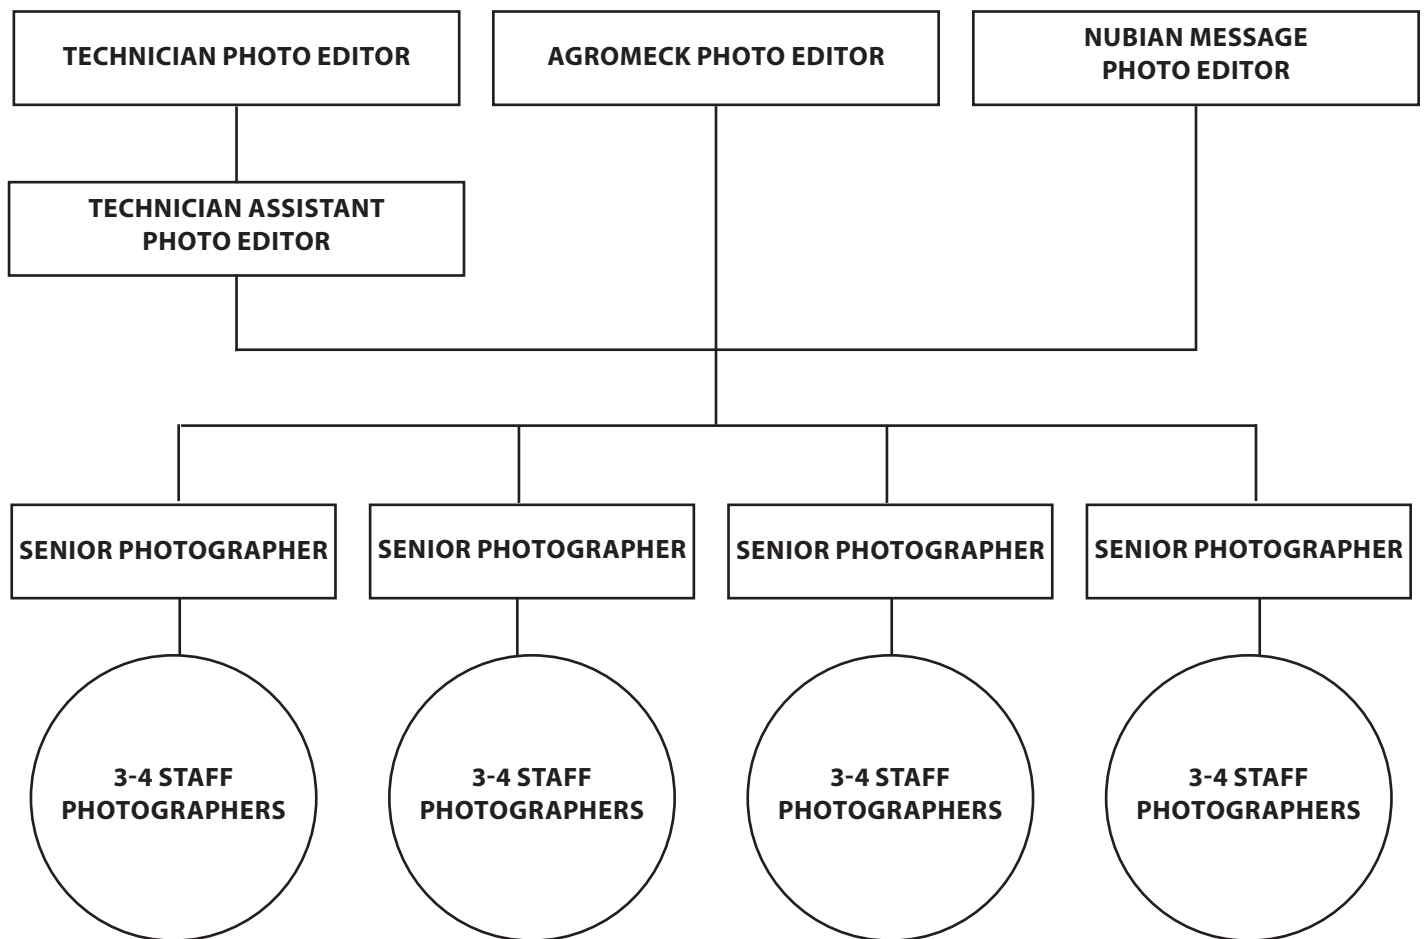 TECHNICIAN PHOTO EDITOR
AGROMECK PHOTO EDITOR
NUBIAN MESSAGE
PHOTO EDITOR
TECHNICIAN ASSISTANT
PHOTO EDITOR
SENIOR PHOTOGRAPHER
SENIOR PHOTOGRAPHER
SENIOR PHOTOGRAPHER
SENIOR PHOTOGRAPHER
3-4 STAFF
PHOTOGRAPHERS
3-4 STAFF
PHOTOGRAPHERS
3-4 STAFF
PHOTOGRAPHERS
3-4 STAFF
PHOTOGRAPHERS